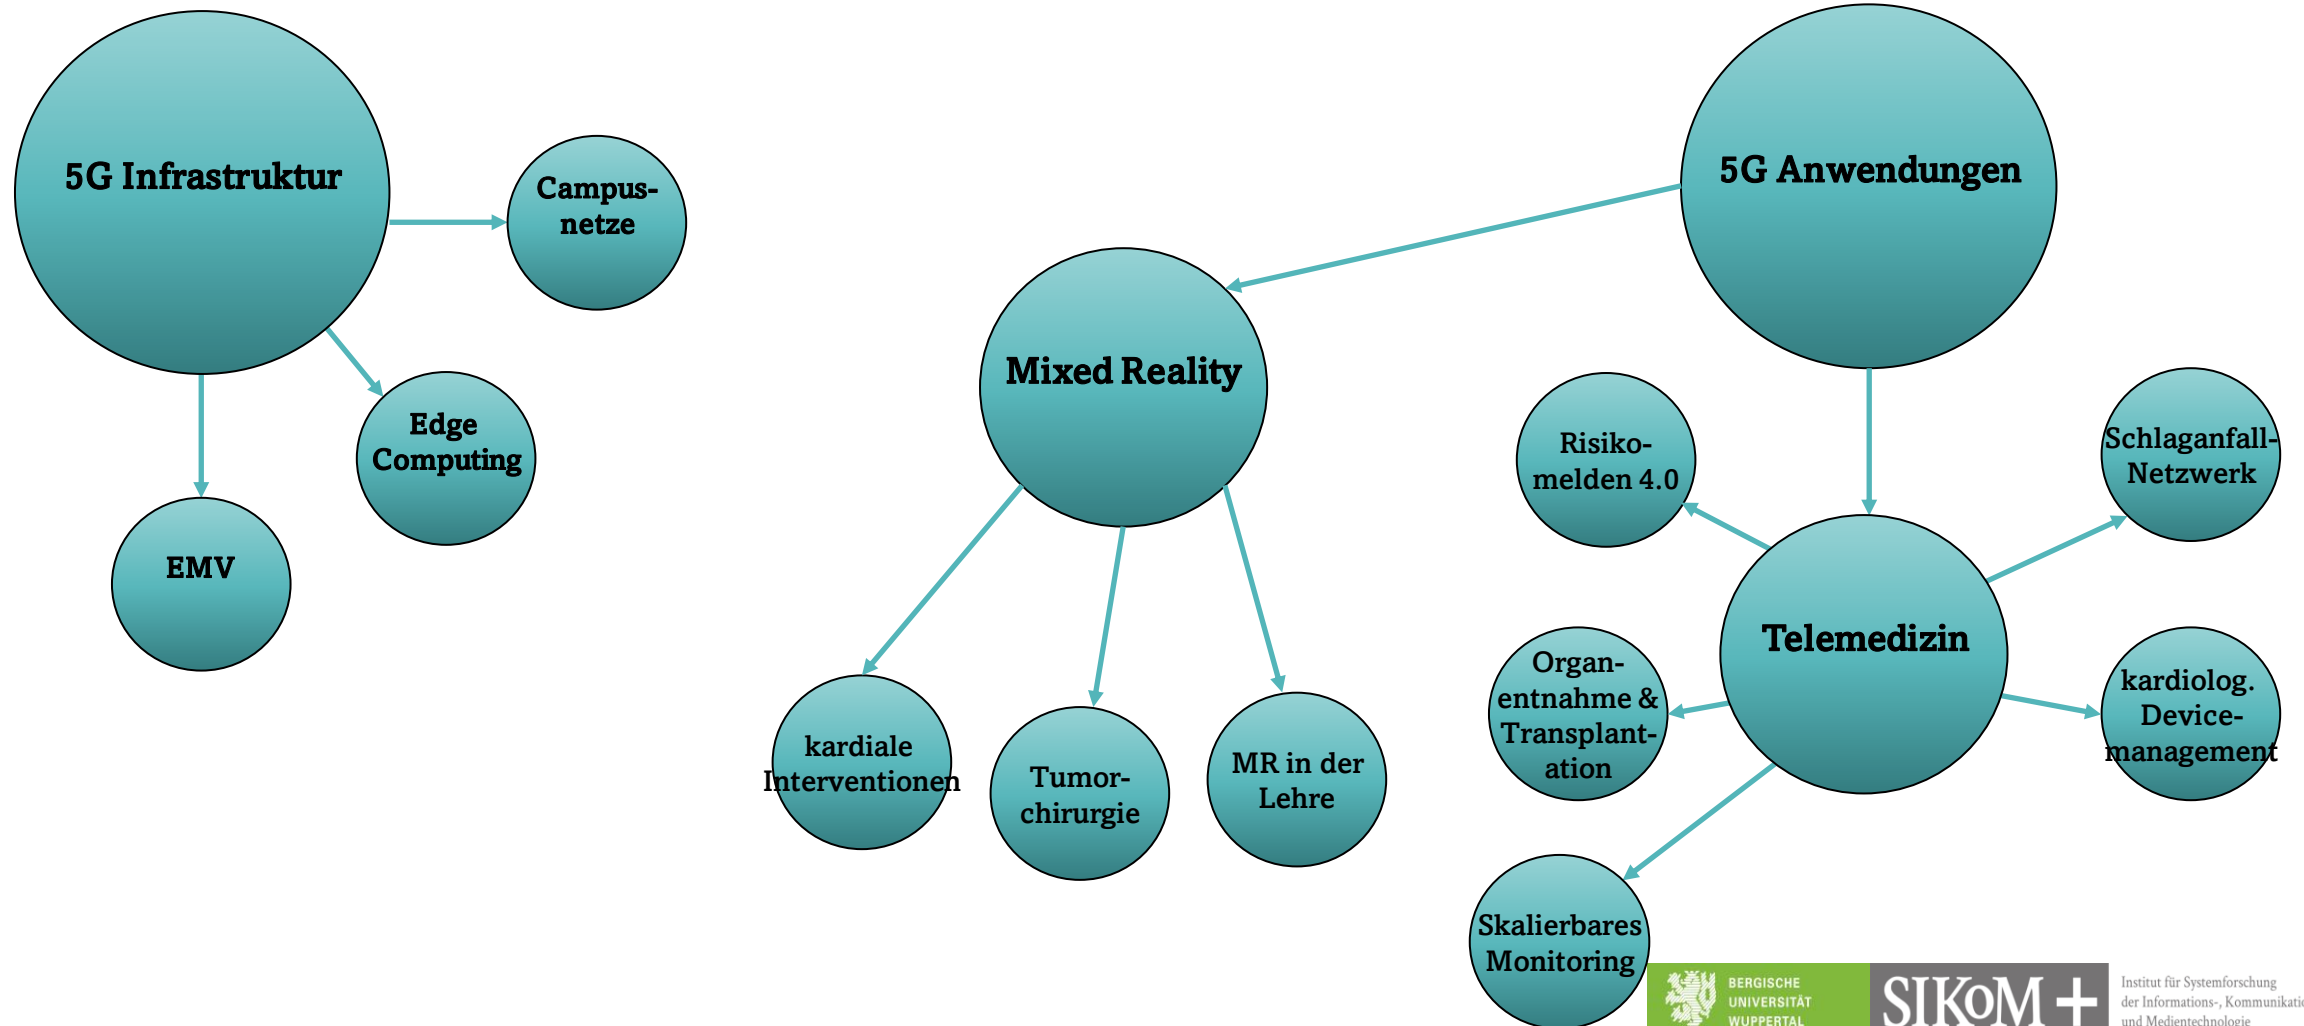 5G Infrastruktur
Campus-
netze
Edge
Computing
EMV
5G Anwendungen
Mixed Reality
kardiale
Interventionen
Tumor-
chirurgie
MR in der
Lehre
Telemedizin
Risiko-
melden 4.0
Schlaganfall-
Netzwerk
Organ-
entnahme &
Transplant-
ation
kardiolog.
Device-
management
Skalierbares
Monitoring
BERGISCHE
UNIVERSITÄT
WUPPERTAL
SIKoM+
Institut für Systemforschung
der Informations-, Kommunikatio
und Medientechnologie